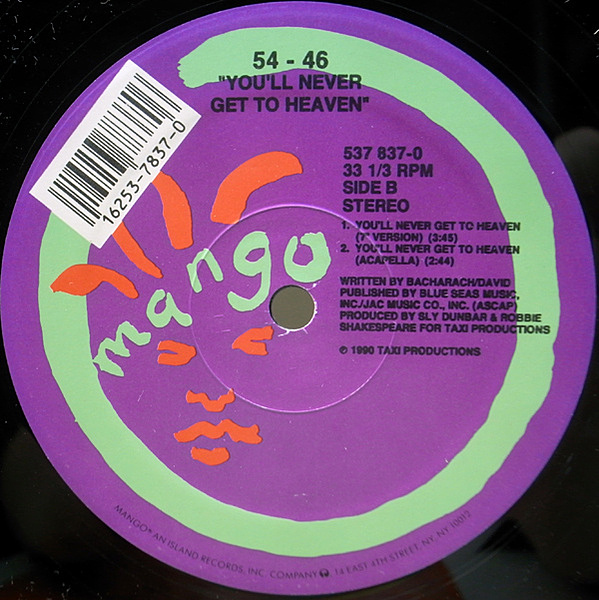 54 - 46
"YOU'LL NEVER
GET TO HEAVEN"
16253-7837-0
537 837-0
33 1/3 RPM
SIDE B
STEREO
1. YOU'LL NEVER GET TO HEAVEN
(7" VERSION) (3:45)
2. YOU'LL NEVER GET TO HEAVEN
(ACAPELLA) (2:44)
WRITTEN BY BACHARACH/DAVID
PUBLISHED BY BLUE SEAS MUSIC,
INC./JAC MUSIC CO., INC. (ASCAP)
PRODUCED BY SLY DUNBAR & ROBBIE
SHAKESPEARE FOR TAXI PRODUCTIONS
℗ 1990 TAXI PRODUCTIONS
mango
MANGO® AN ISLAND RECORDS, INC. COMPANY 14 EAST 4TH STREET, NY, NY 10012